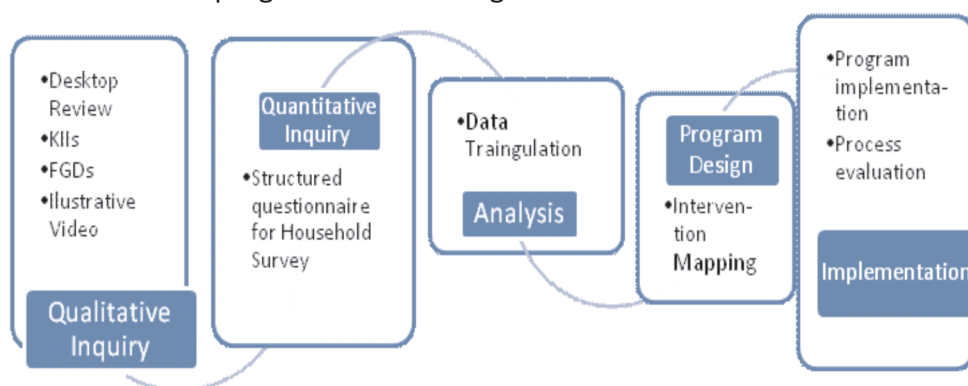 •Desktop
Review
•KIIs
•FGDs
•Ilustrative
Video
Qualitative
Inquiry
Quantitative
Inquiry
•Structured
questionnaire
for Household
Survey
•Data
Traingulation
Analysis
Program
Design
•Interven-
tion
Mapping
•Program
implementa-
tion
•Process
evaluation
Implementation